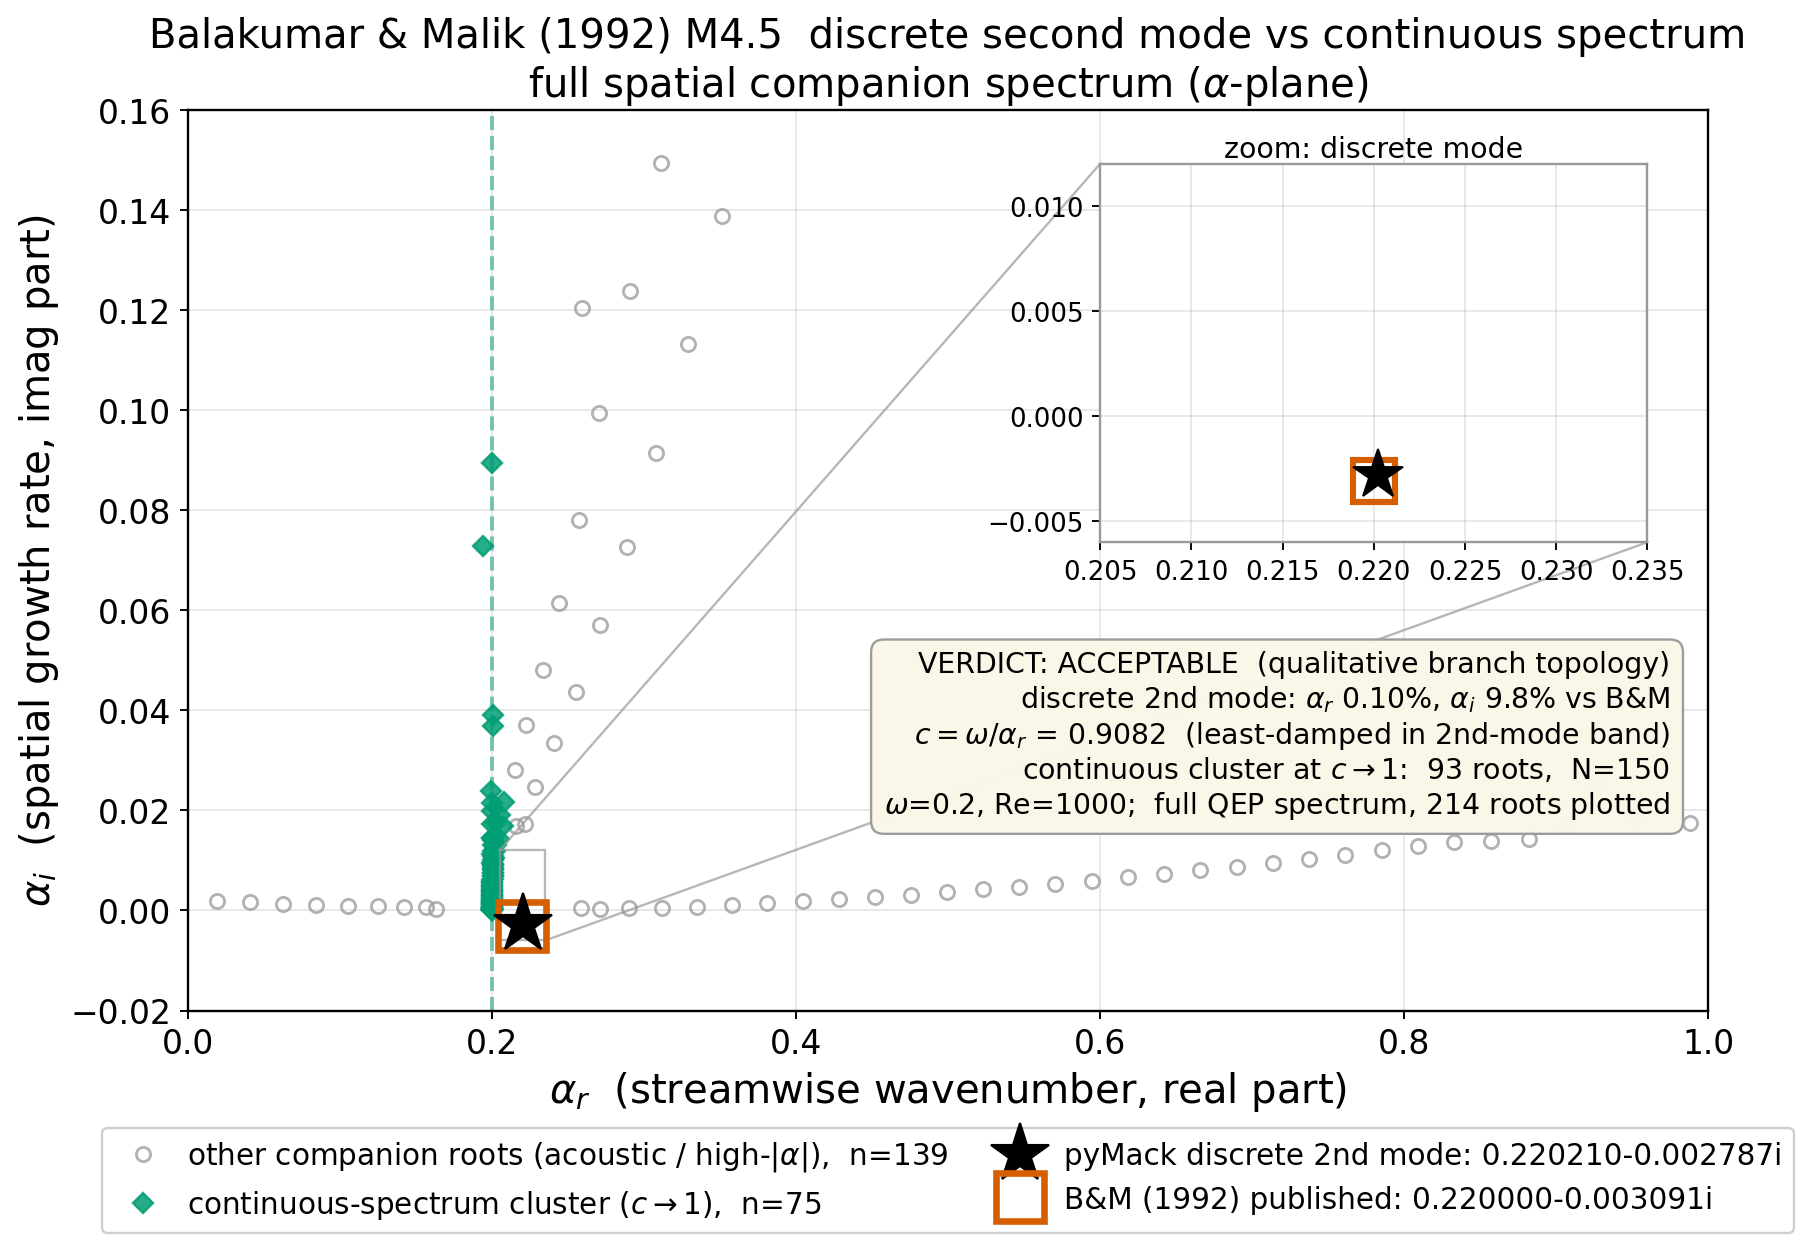 Balakumar & Malik (1992) M4.5  discrete second mode vs continuous spectrum
full spatial companion spectrum (α-plane)
0.16
0.14
0.12
0.10
0.08
0.06
0.04
0.02
0.00
−0.02
α_i (spatial growth rate, imag part)
zoom: discrete mode
0.010
0.005
0.000
−0.005
0.205 0.210 0.215 0.220 0.225 0.230 0.235
VERDICT: ACCEPTABLE (qualitative branch topology)
discrete 2nd mode: α_r 0.10%, α_i 9.8% vs B&M
c = ω/α_r = 0.9082 (least-damped in 2nd-mode band)
continuous cluster at c→1: 93 roots, N=150
ω=0.2, Re=1000; full QEP spectrum, 214 roots plotted
0.0 0.2 0.4 0.6 0.8 1.0
α_r (streamwise wavenumber, real part)
other companion roots (acoustic / high-|α|), n=139
continuous-spectrum cluster (c→1), n=75
pyMack discrete 2nd mode: 0.220210-0.002787i
B&M (1992) published: 0.220000-0.003091i